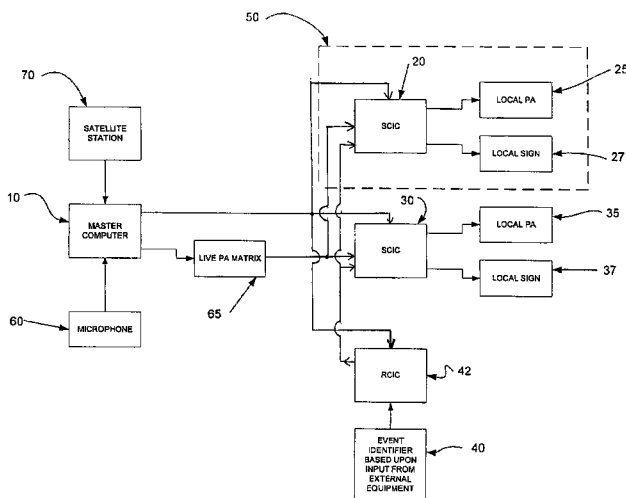 50
70
20
25
SATELLITE
STATION
SCIC
LOCAL PA
LOCAL SIGN
27
10
30
MASTER
COMPUTER
LIVE PA MATRIX
SCIC
LOCAL PA
35
LOCAL SIGN
37
60
MICROPHONE
65
RCIC
42
EVENT
IDENTIFIER
BASED UPON
INPUT FROM
EXTERNAL
EQUIPMENT
40